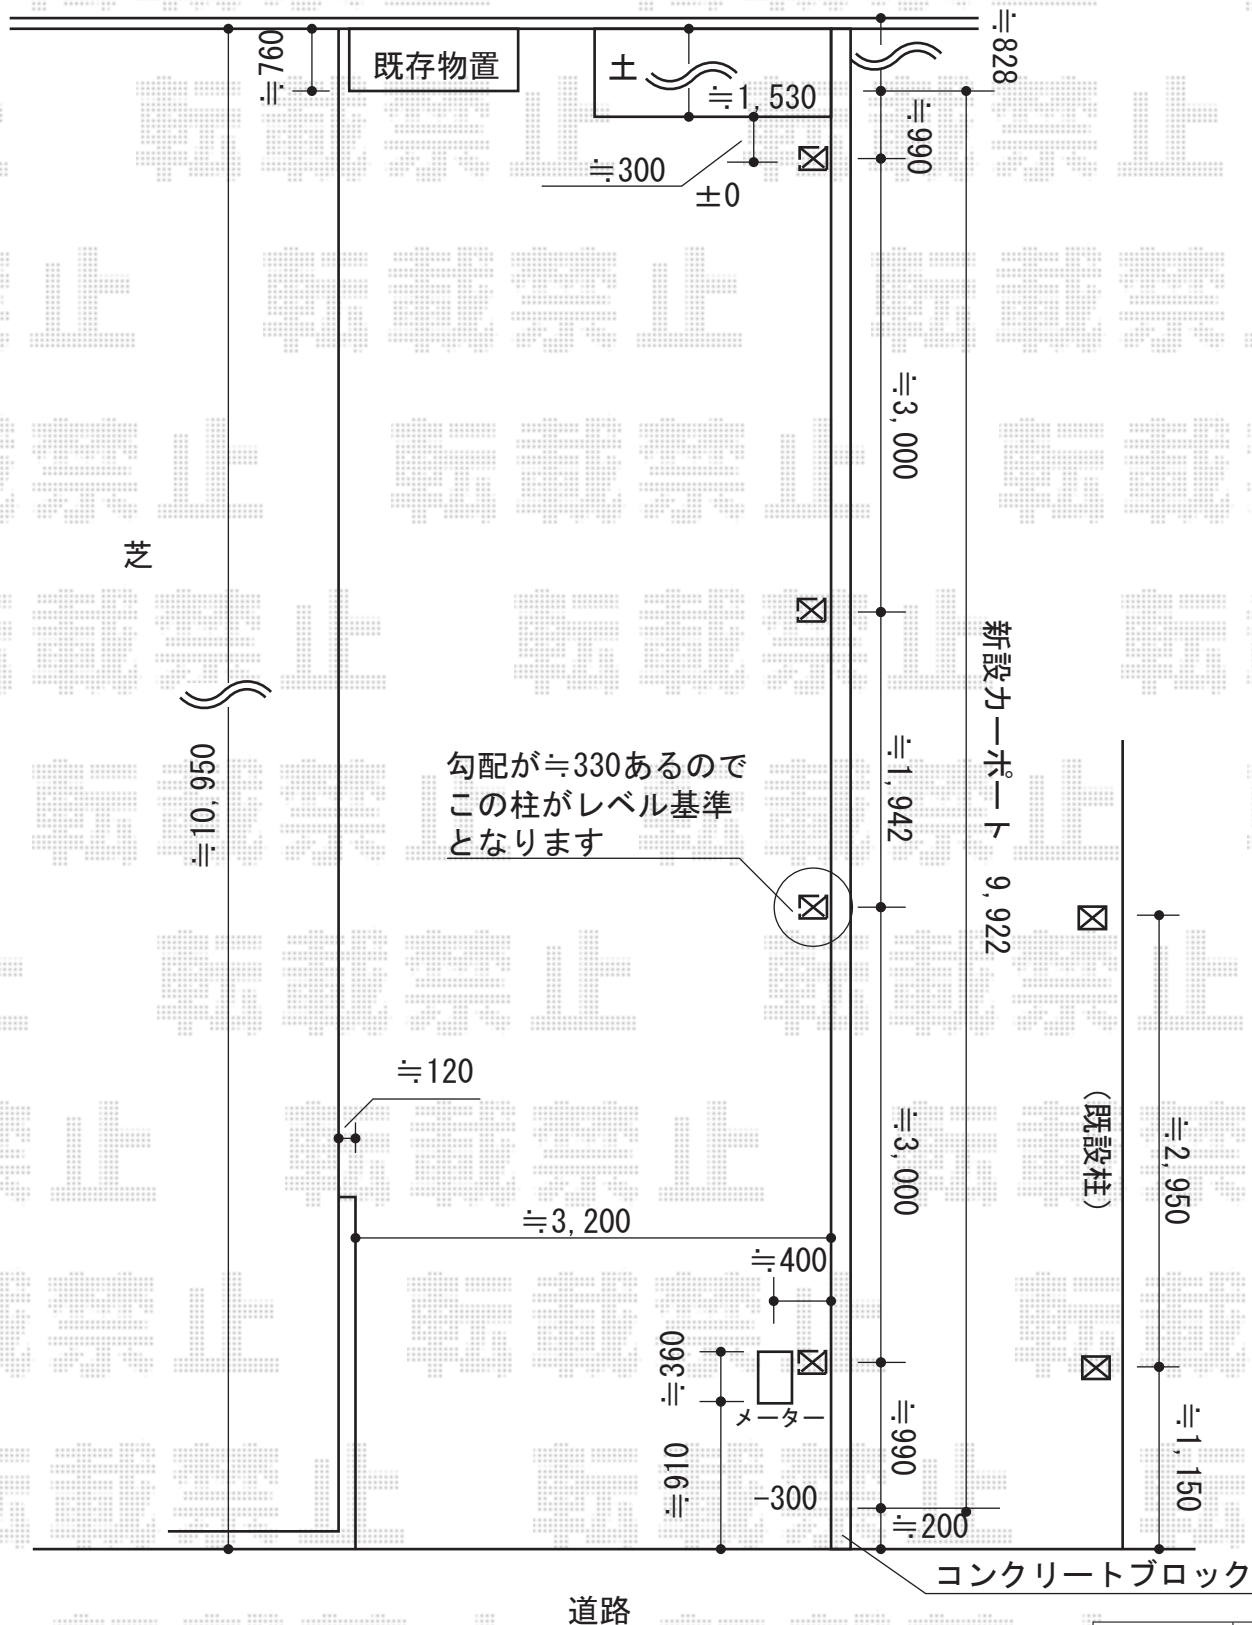 ≒760
既存物置
土
≒1,530
≒828
≒990
≒300
±0
≒3,000
芝
新設カーポート 9,922
≒1,942
≒10,950
勾配が≒330あるので
この柱がレベル基準
となります
≒120
(既設柱)
≒2,950
≒3,000
≒3,200
≒400
≒360
メーター
≒910
-300
≒990
≒200
≒1,150
コンクリートブロック
道路
転載禁止